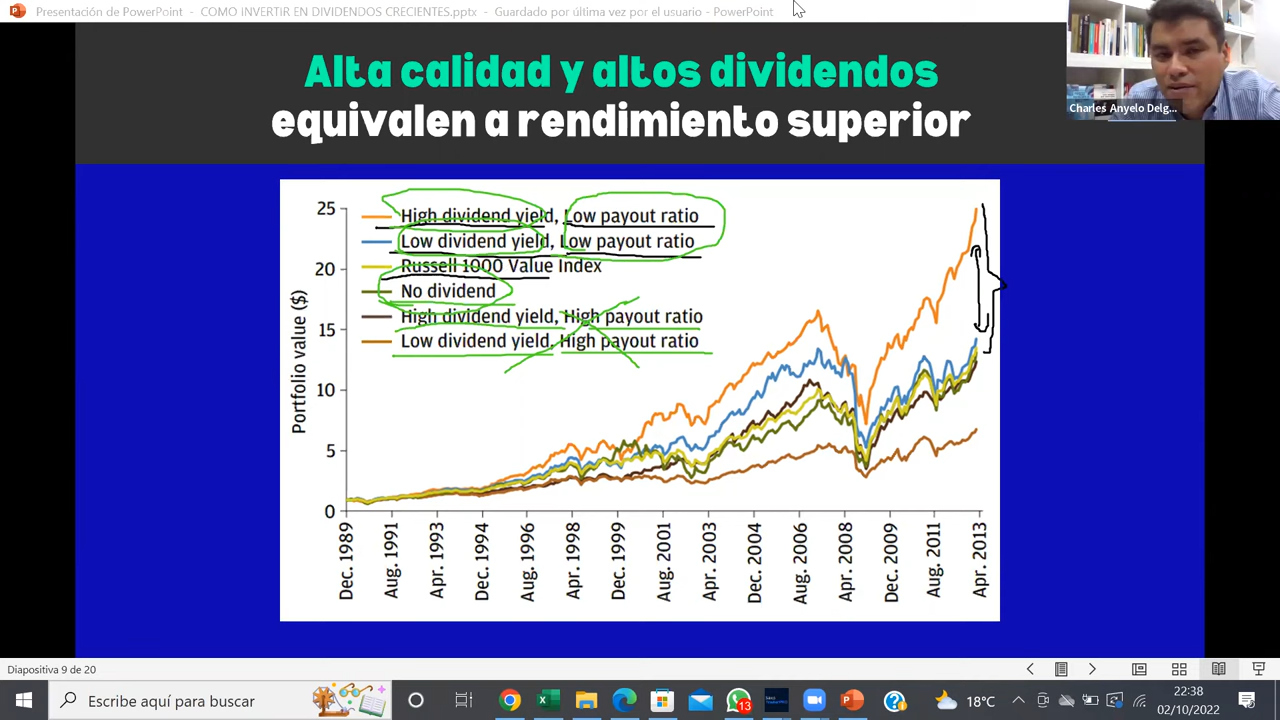 Presentación de PowerPoint - COMO INVERTIR EN DIVIDENDOS CRECIENTES.pptx - Guardado por última vez por el usuario - PowerPoint
Charles Anyelo Delg...
Alta calidad y altos dividendos
equivalen a rendimiento superior
High dividend yield, Low payout ratio
Low dividend yield, Low payout ratio
Russell 1000 Value Index
No dividend
High dividend yield, High payout ratio
Low dividend yield, High payout ratio
Portfolio value ($)
25
20
15
10
5
0
Dec. 1989
Aug. 1991
Apr. 1993
Dec. 1994
Aug. 1996
Apr. 1998
Dec. 1999
Aug. 2001
Apr. 2003
Dec. 2004
Aug. 2006
Apr. 2008
Dec. 2009
Aug. 2011
Apr. 2013
Diapositiva 9 de 20
Escribe aquí para buscar
13
18°C
22:38
02/10/2022